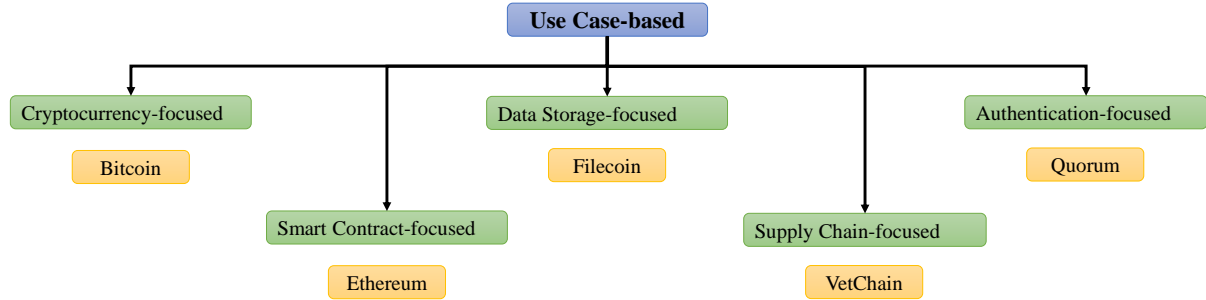 Use Case-based
Cryptocurrency-focused
Data Storage-focused
Authentication-focused
Bitcoin
Filecoin
Quorum
Smart Contract-focused
Supply Chain-focused
Ethereum
VetChain